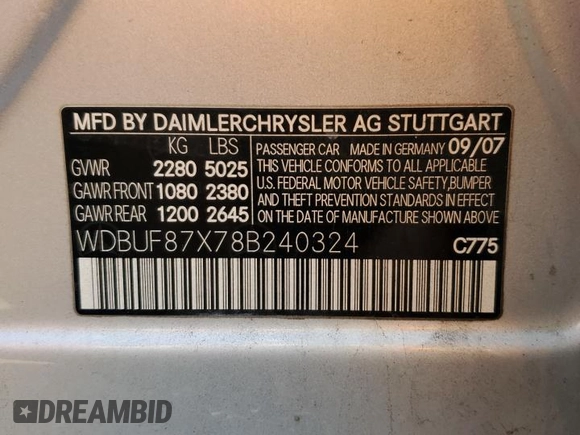 MFD BY DAIMLERCHRYSLER AG STUTTGART
KG LBS
GVWR 2280 5025
GAWR FRONT 1080 2380
GAWR REAR 1200 2645
PASSENGER CAR MADE IN GERMANY 09/07
THIS VEHICLE CONFORMS TO ALL APPLICABLE
U.S. FEDERAL MOTOR VEHICLE SAFETY, BUMPER
AND THEFT PREVENTION STANDARDS IN EFFECT
ON THE DATE OF MANUFACTURE SHOWN ABOVE.
WDBUF87X78B240324 C775
DREAMBID